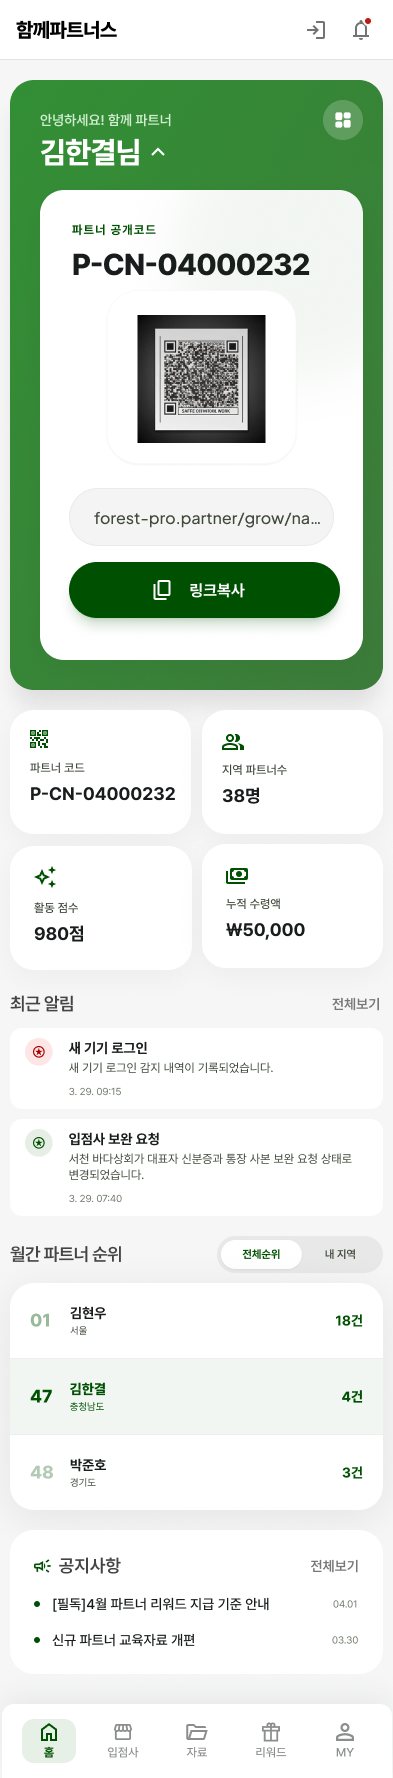 함께파트너스
안녕하세요! 함께 파트너
김한결님
파트너 공개코드
P-CN-04000232
forest-pro.partner/grow/na...
링크복사
파트너 코드
P-CN-04000232
지역 파트너수
38명
활동 점수
980점
누적 수령액
₩50,000
최근 알림
전체보기
새 기기 로그인
새 기기 로그인 감지 내역이 기록되었습니다.
3. 29. 09:15
입점사 보완 요청
서천 바다상회가 대표자 신분증과 통장 사본 보완 요청 상태로
변경되었습니다.
3. 29. 07:40
월간 파트너 순위
전체순위
내 지역
01
김현우
서울
18건
47
김한결
충청남도
4건
48
박준호
경기도
3건
공지사항
전체보기
[필독]4월 파트너 리워드 지급 기준 안내
04.01
신규 파트너 교육자료 개편
03.30
홈
입점사
자료
리워드
MY